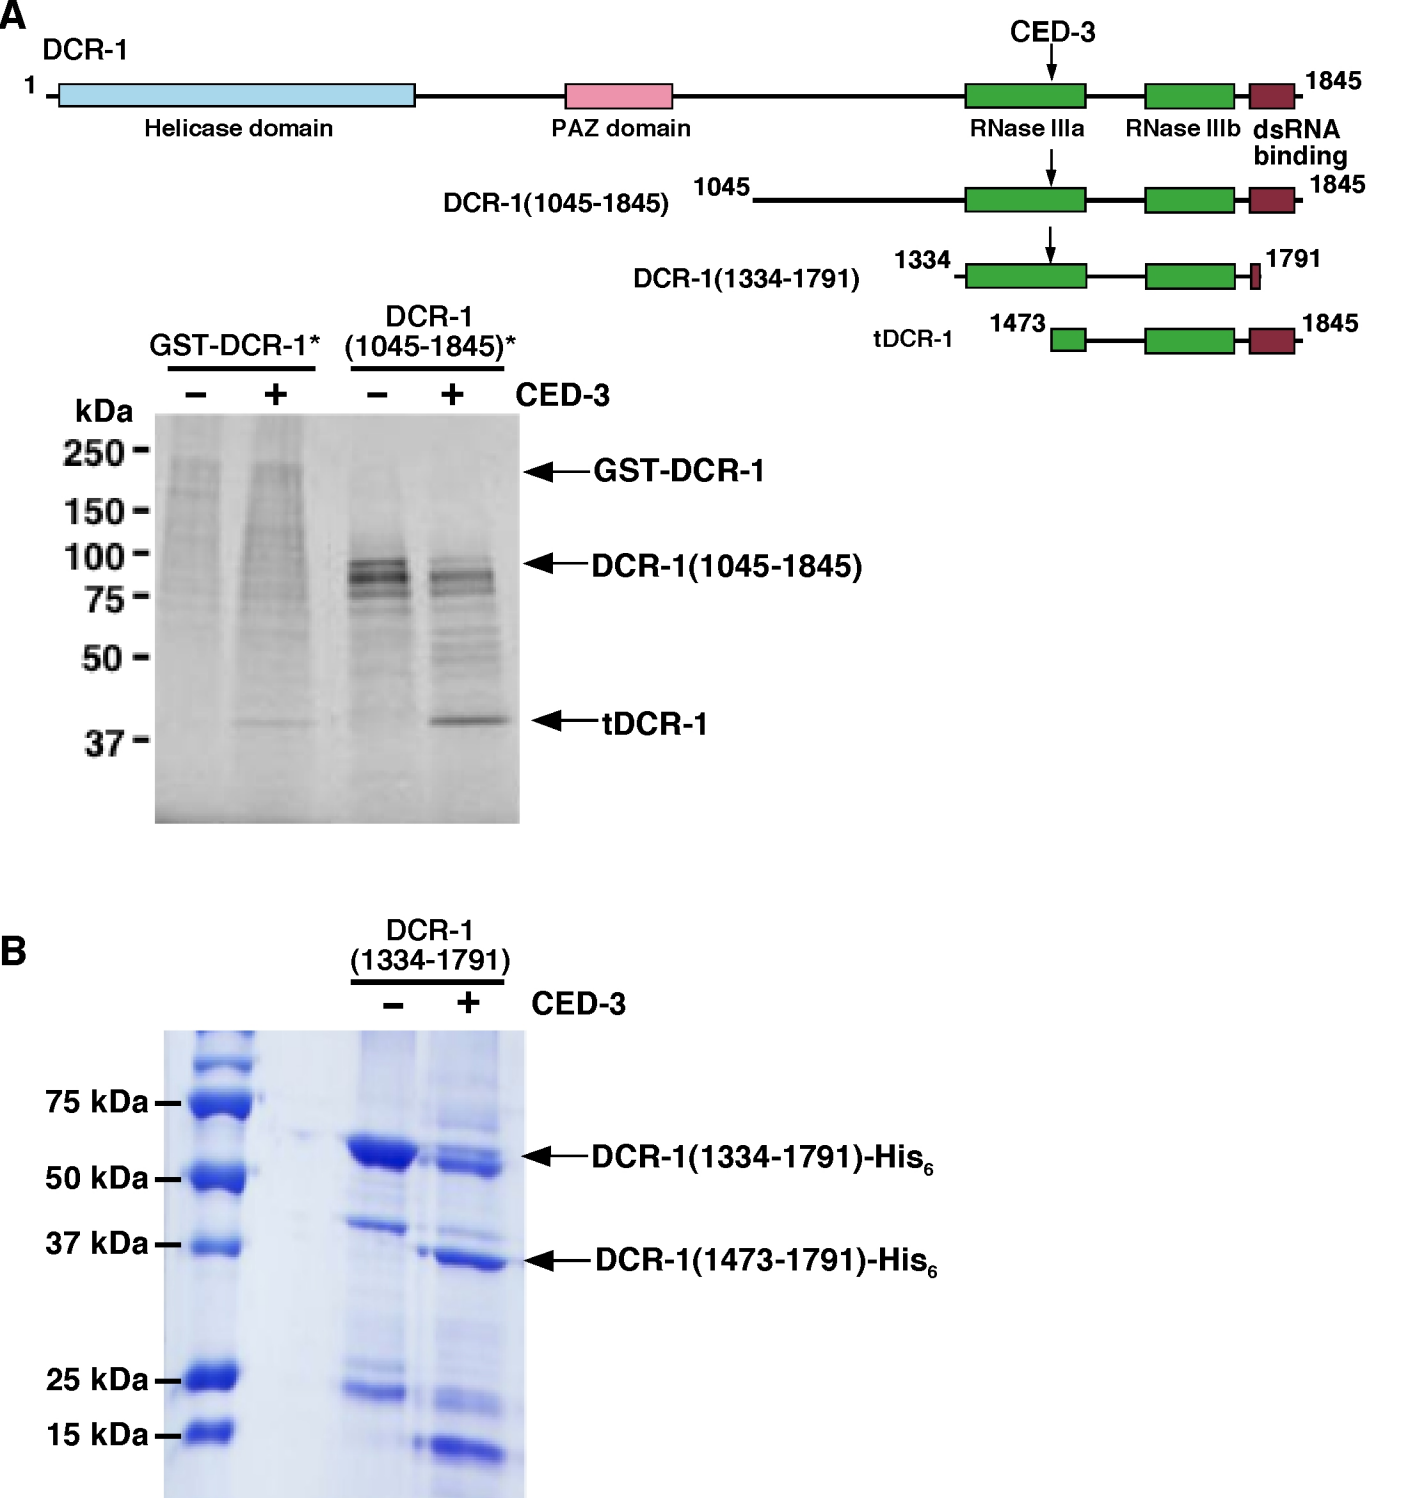 A
DCR-1
CED-3
1
1845
Helicase domain
PAZ domain
RNase IIIa
RNase IIIb
dsRNA
binding
DCR-1(1045-1845)
1045
1845
DCR-1(1334-1791)
1334
1791
tDCR-1
1473
1845
GST-DCR-1*
DCR-1
(1045-1845)*
− + − + CED-3
kDa
250
150
100
75
50
37
GST-DCR-1
DCR-1(1045-1845)
tDCR-1
B
DCR-1
(1334-1791)
− + CED-3
75 kDa
50 kDa
37 kDa
25 kDa
15 kDa
DCR-1(1334-1791)-His₆
DCR-1(1473-1791)-His₆